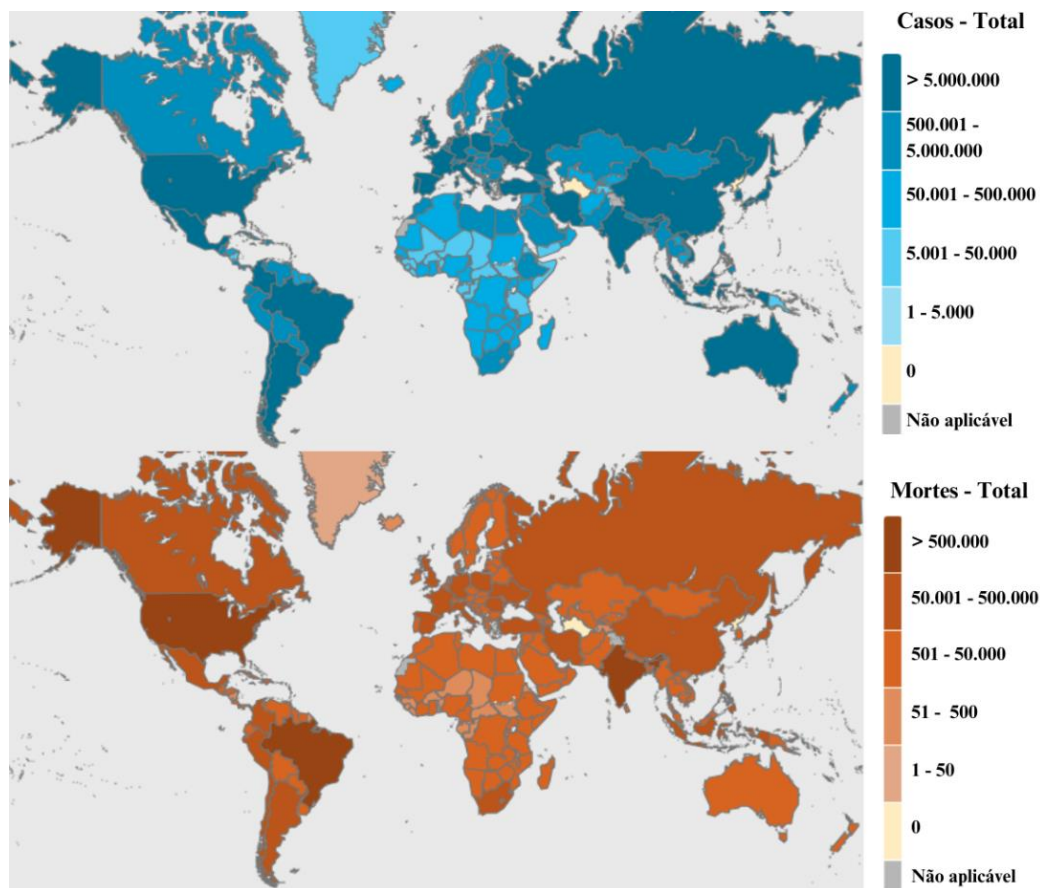 Casos - Total
> 5.000.000
500.001 -
5.000.000
50.001 - 500.000
5.001 - 50.000
1 - 5.000
0
Não aplicável
Mortes - Total
> 500.000
50.001 - 500.000
501 - 50.000
51 - 500
1 - 50
0
Não aplicável